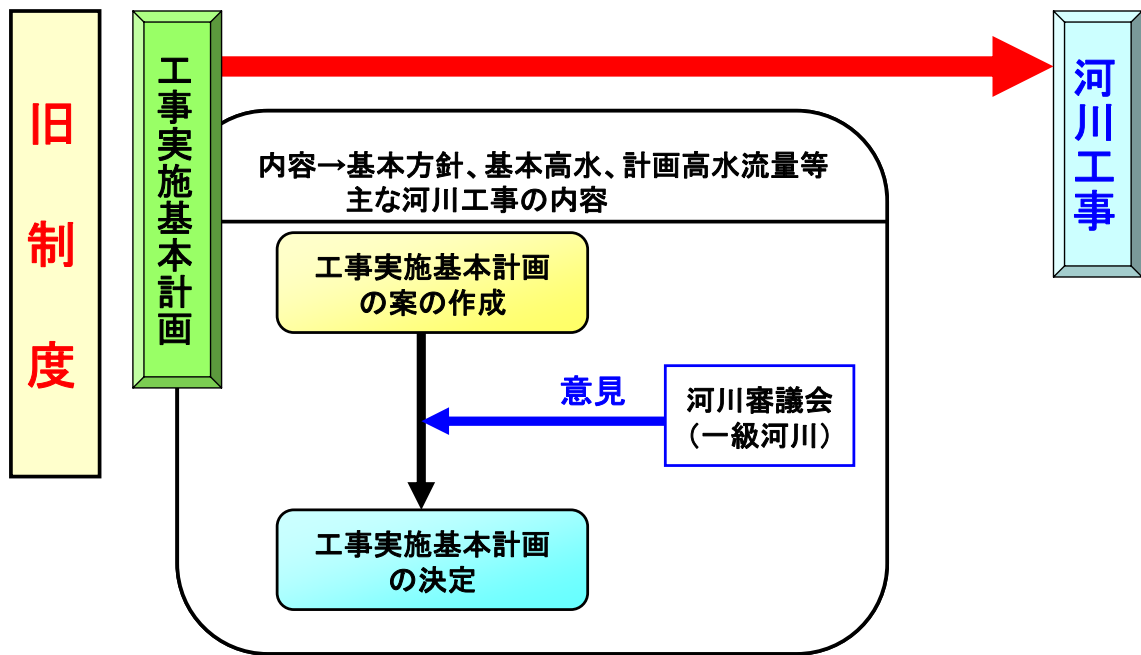 旧制度
工事実施基本計画
河川工事
内容→基本方針、基本高水、計画高水流量等
主な河川工事の内容
工事実施基本計画
の案の作成
意見
河川審議会
（一級河川）
工事実施基本計画
の決定